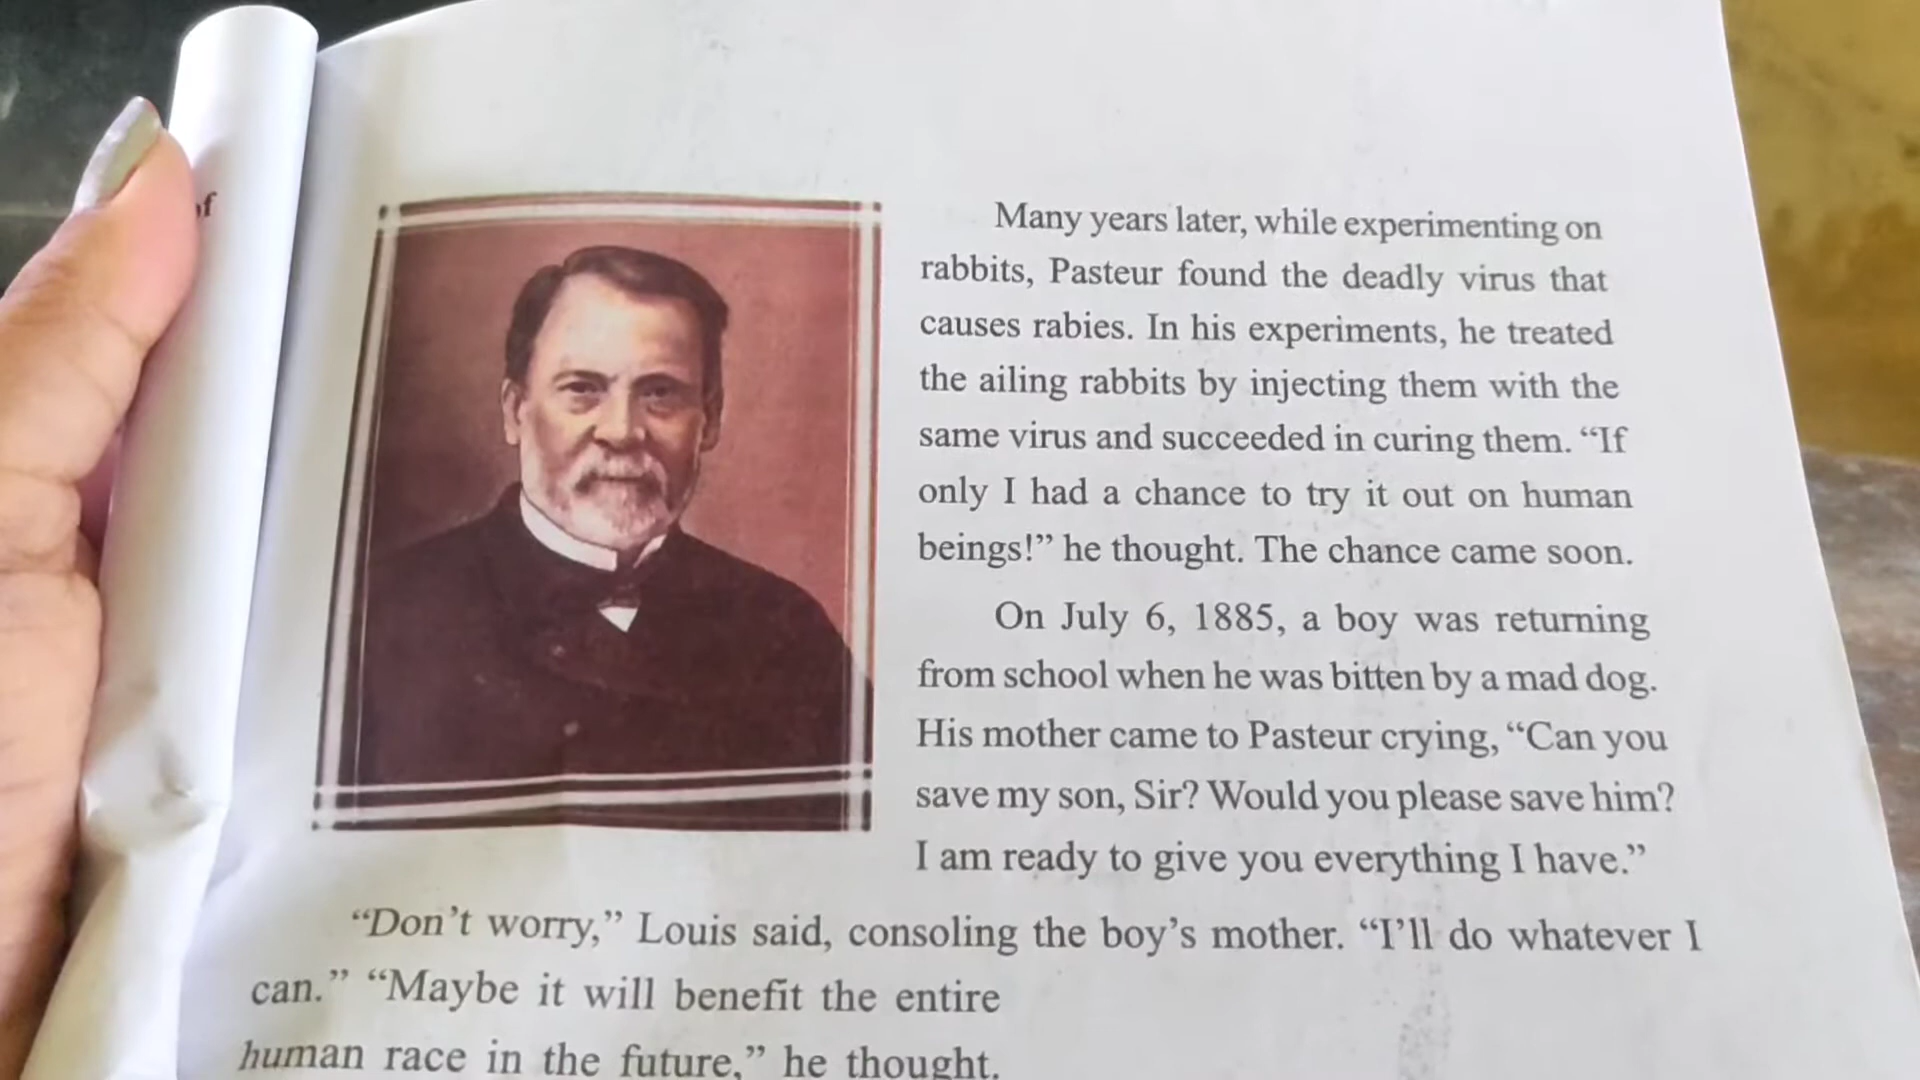 Many years later, while experimenting on
rabbits, Pasteur found the deadly virus that
causes rabies. In his experiments, he treated
the ailing rabbits by injecting them with the
same virus and succeeded in curing them. “If
only I had a chance to try it out on human
beings!” he thought. The chance came soon.
On July 6, 1885, a boy was returning
from school when he was bitten by a mad dog.
His mother came to Pasteur crying, “Can you
save my son, Sir? Would you please save him?
I am ready to give you everything I have.”
“Don’t worry,” Louis said, consoling the boy’s mother. “I’ll do whatever I
can.” “Maybe it will benefit the entire
human race in the future,” he thought.